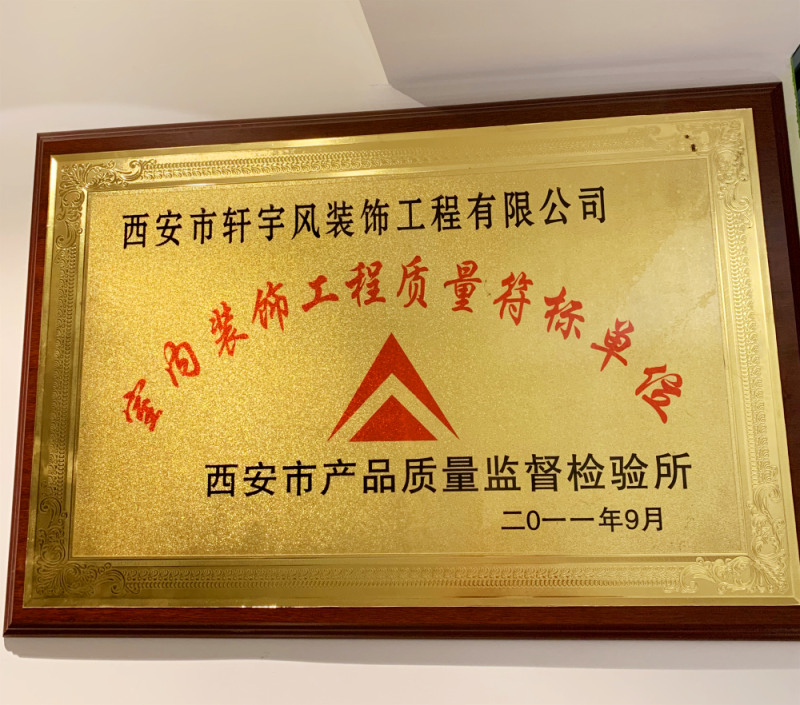 西安市轩宇风装饰工程有限公司
室内装饰工程质量符标单位
西安市产品质量监督检验所
二0一一年9月